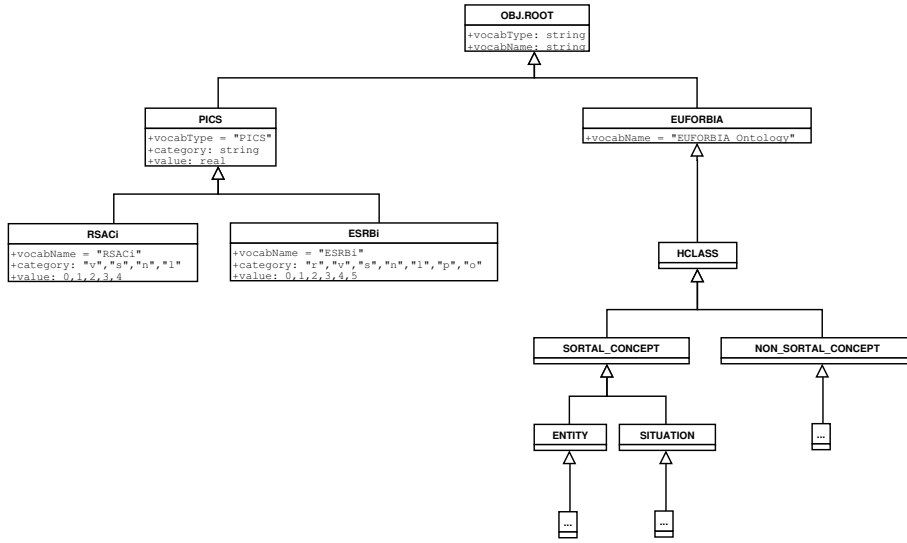 OBJ.ROOT
+vocabType: string
+vocabName: string
PICS
+vocabType = "PICS"
+category: string
+value: real
EUFORBIA
+vocabName = "EUFORBIA Ontology"
RSACi
+vocabName = "RSACi"
+category: "v","s","n","l"
+value: 0,1,2,3,4
ESRBi
+vocabName = "ESRBi"
+category: "r","v","s","n","l","p","o"
+value: 0,1,2,3,4,5
HCLASS
SORTAL_CONCEPT
NON_SORTAL_CONCEPT
ENTITY
SITUATION
...
...
...